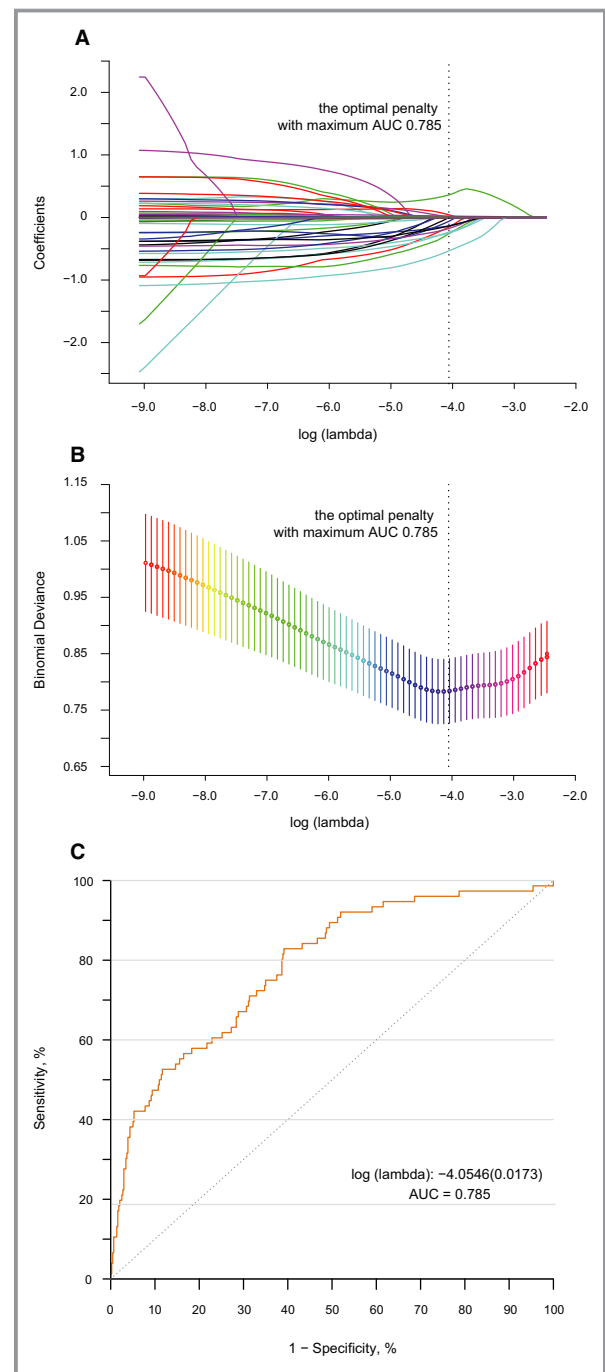 A
the optimal penalty
with maximum AUC 0.785
2.0
1.0
0
−1.0
−2.0
Coefficients
−9.0 −8.0 −7.0 −6.0 −5.0 −4.0 −3.0 −2.0
log (lambda)
B
the optimal penalty
with maximum AUC 0.785
1.15
1.05
0.95
0.85
0.75
0.65
Binomial Deviance
−9.0 −8.0 −7.0 −6.0 −5.0 −4.0 −3.0 −2.0
log (lambda)
C
100
80
60
40
20
0
Sensitivity, %
log (lambda): −4.0546(0.0173)
AUC = 0.785
0 10 20 30 40 50 60 70 80 90 100
1 − Specificity, %